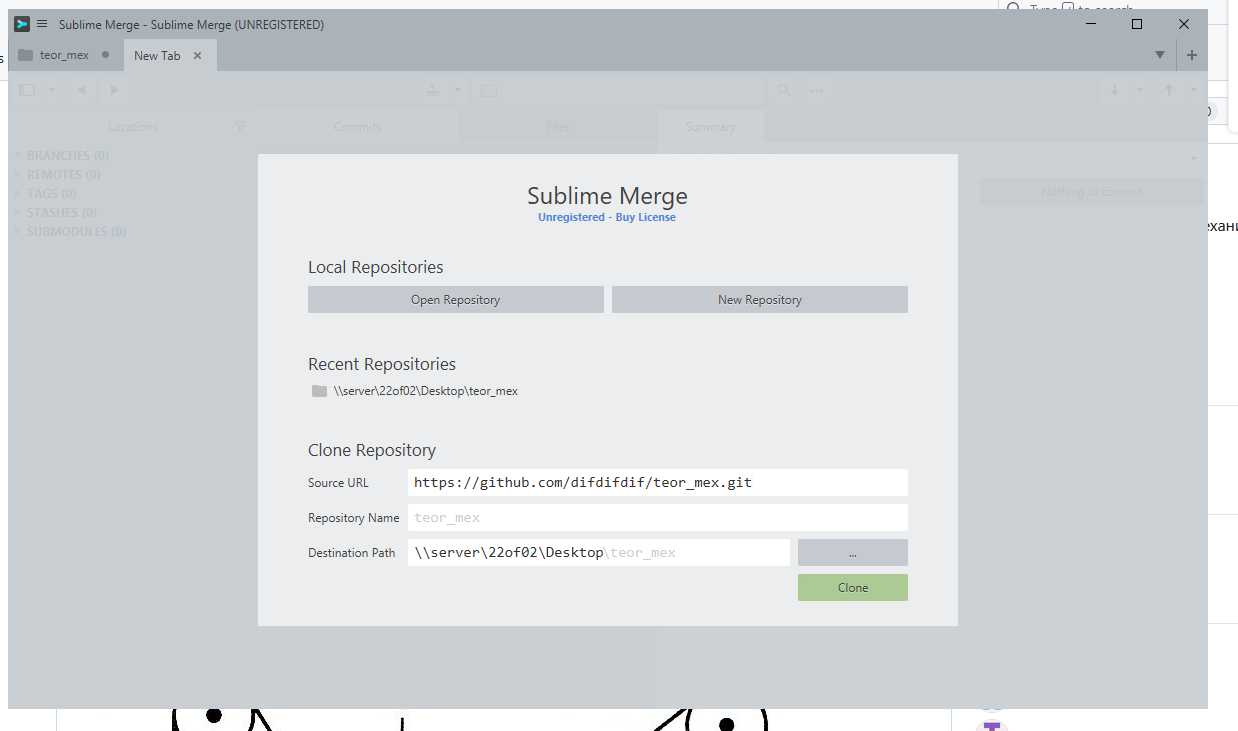 Sublime Merge - Sublime Merge (UNREGISTERED)
teor_mex
New Tab
Locations
Commits
Files
Summary
BRANCHES (0)
REMOTES (0)
TAGS (0)
STASHES (0)
SUBMODULES (0)
Nothing to commit
Sublime Merge
Unregistered - Buy License
Local Repositories
Open Repository
New Repository
Recent Repositories
\\server\22of02\Desktop\teor_mex
Clone Repository
Source URL
https://github.com/difdifdif/teor_mex.git
Repository Name
teor_mex
Destination Path
\\server\22of02\Desktop\teor_mex
...
Clone